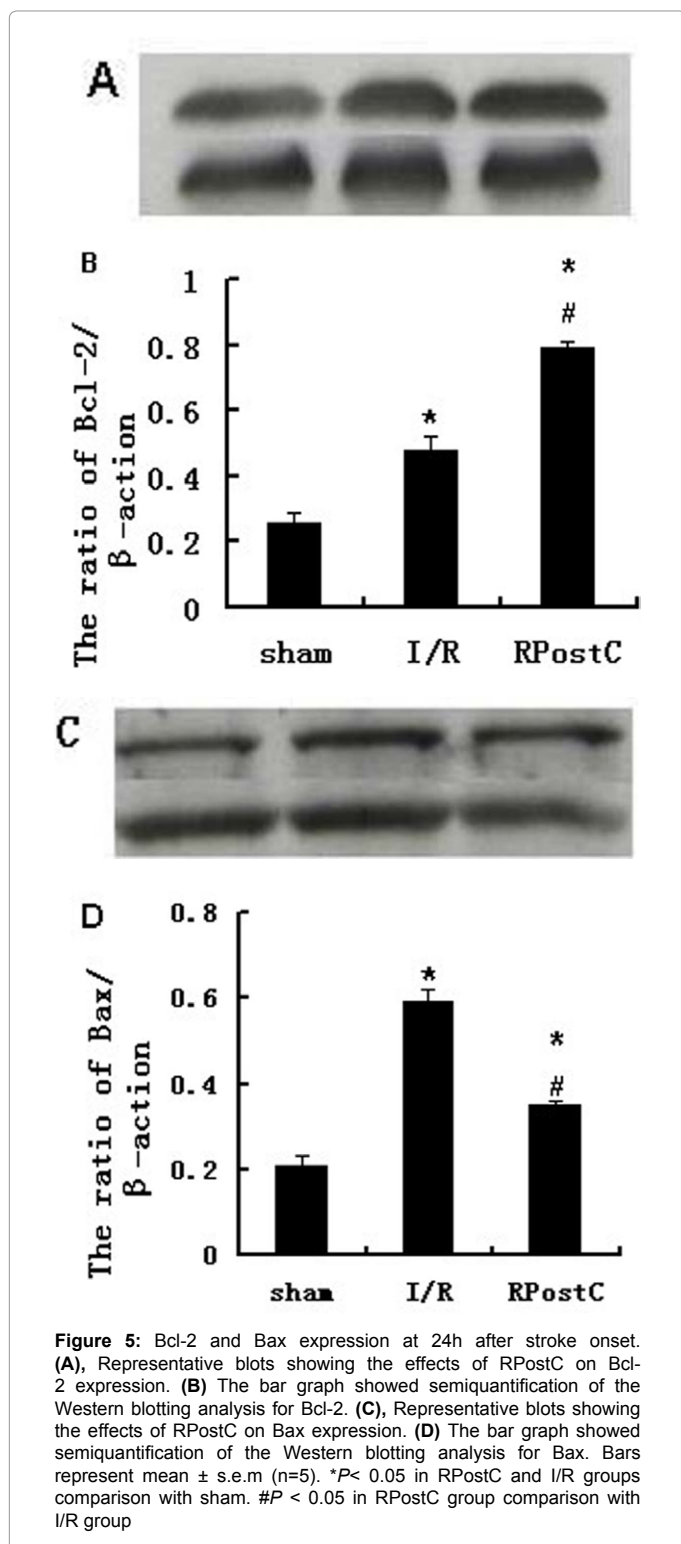 A
B
The ratio of Bcl-2/
β-action
1
0.8
0.6
0.4
0.2
0
*
*
#
sham I/R RPostC
C
D
The ratio of Bax/
β-action
0.8
0.6
0.4
0.2
0
*
*
#
sham I/R RPostC
Figure 5: Bcl-2 and Bax expression at 24h after stroke onset.
(A), Representative blots showing the effects of RPostC on Bcl-
2 expression. (B) The bar graph showed semiquantification of the
Western blotting analysis for Bcl-2. (C), Representative blots showing
the effects of RPostC on Bax expression. (D) The bar graph showed
semiquantification of the Western blotting analysis for Bax. Bars
represent mean ± s.e.m (n=5). *P< 0.05 in RPostC and I/R groups
comparison with sham. #P < 0.05 in RPostC group comparison with
I/R group